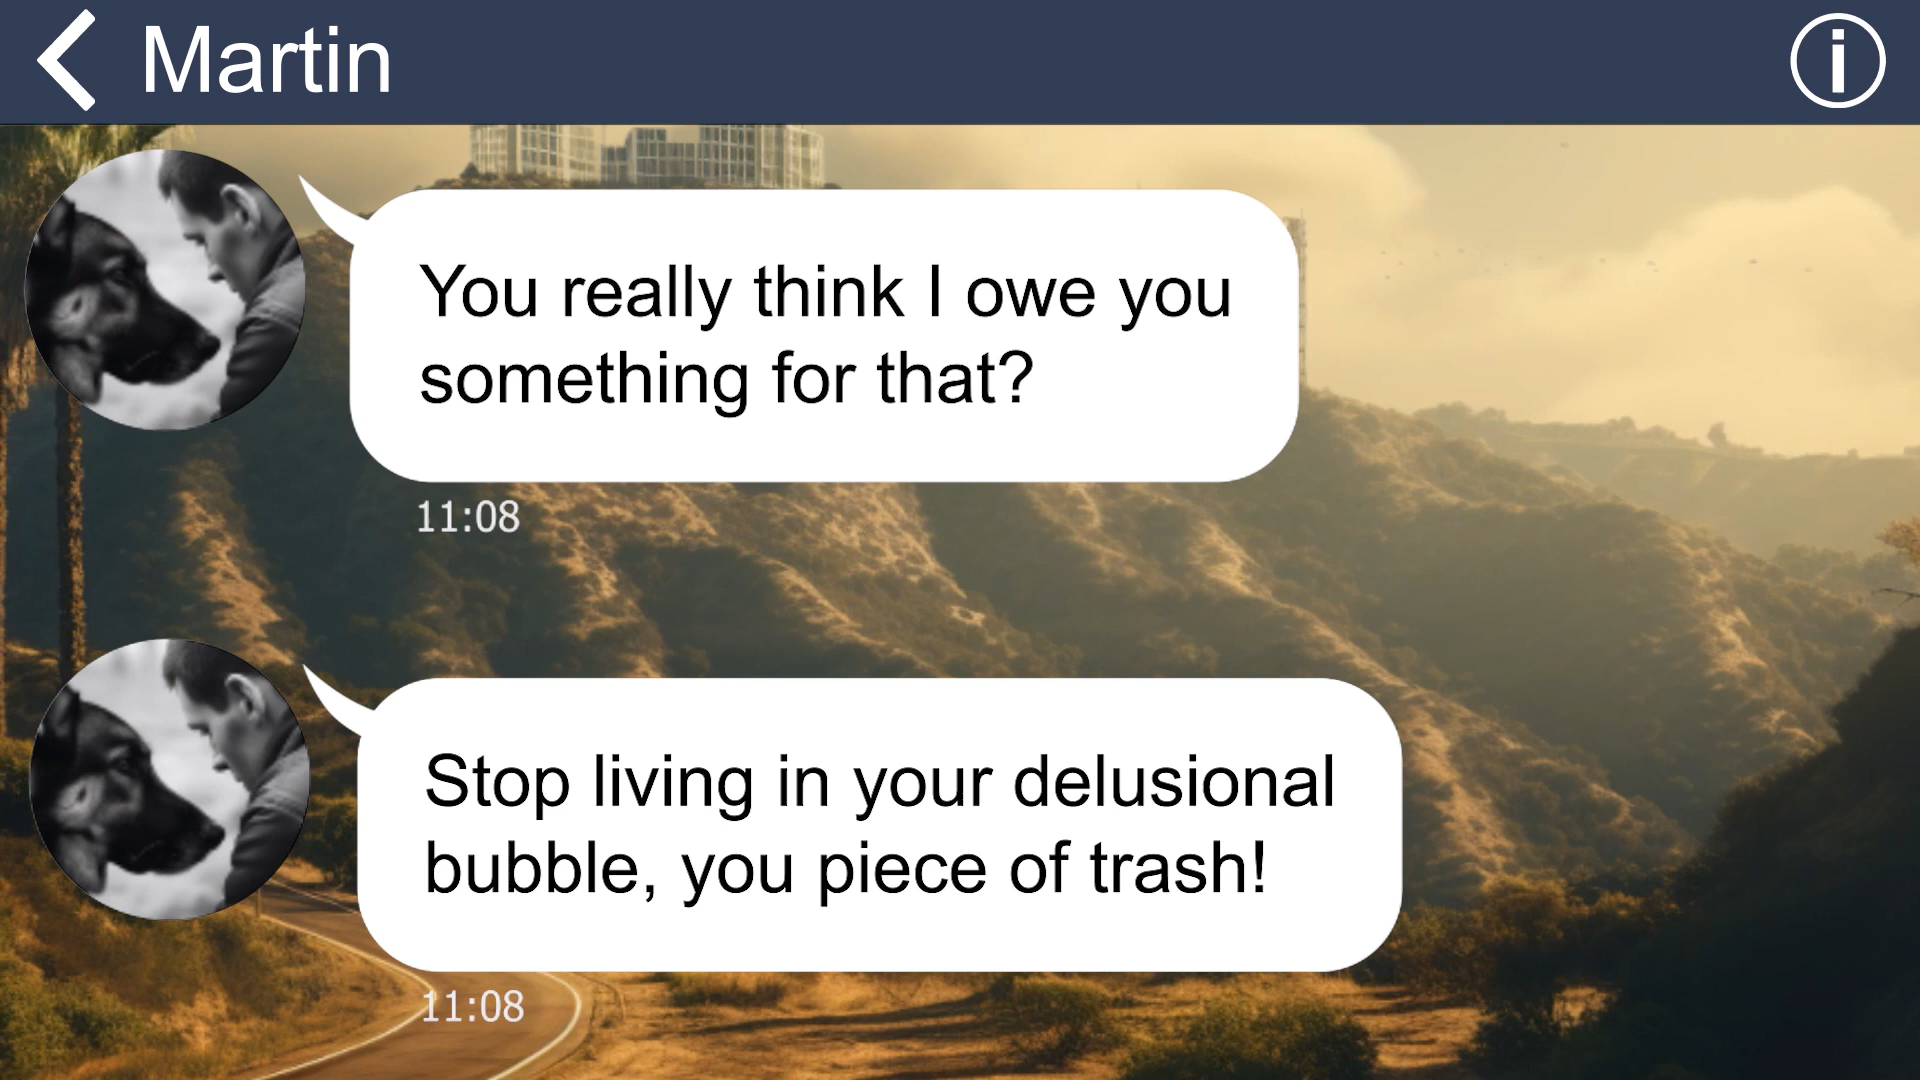 Martin
You really think I owe you
something for that?
11:08
Stop living in your delusional
bubble, you piece of trash!
11:08